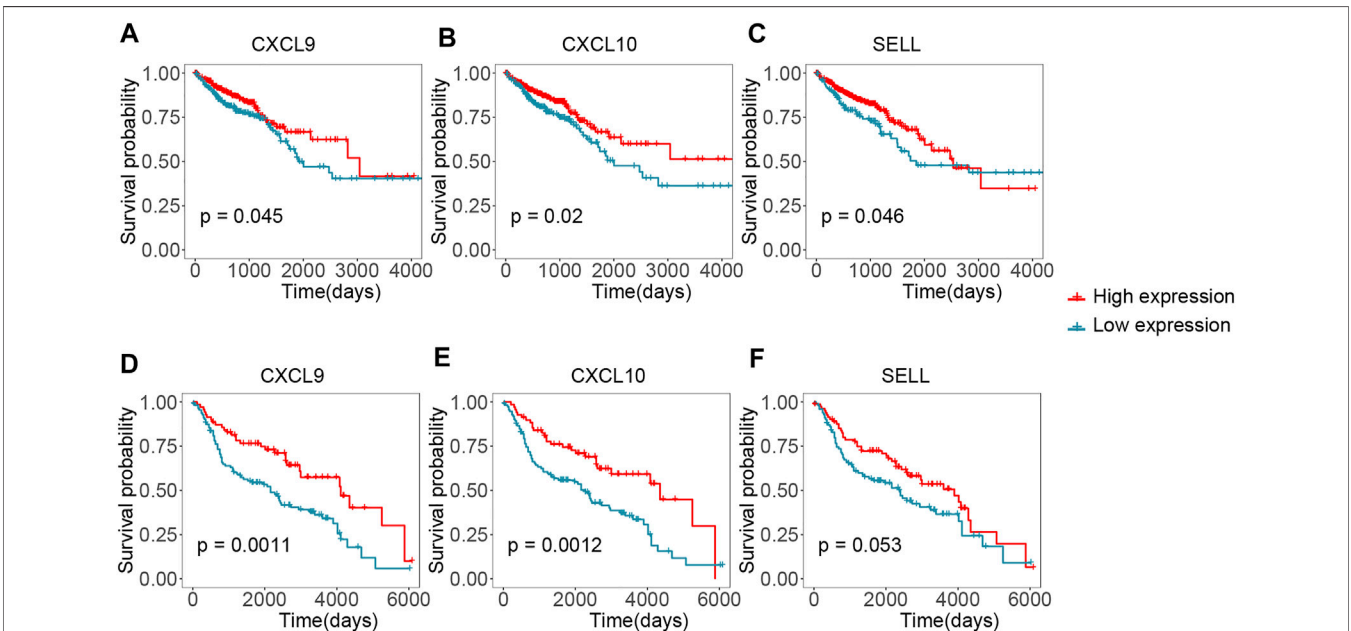 A
CXCL9
Survival probability
1.00
0.75
0.50
0.25
0.00
p = 0.045
0 1000 2000 3000 4000
Time(days)
B
CXCL10
Survival probability
1.00
0.75
0.50
0.25
0.00
p = 0.02
0 1000 2000 3000 4000
Time(days)
C
SELL
Survival probability
1.00
0.75
0.50
0.25
0.00
p = 0.046
0 1000 2000 3000 4000
Time(days)
High expression
Low expression
D
CXCL9
Survival probability
1.00
0.75
0.50
0.25
0.00
p = 0.0011
0 2000 4000 6000
Time(days)
E
CXCL10
Survival probability
1.00
0.75
0.50
0.25
0.00
p = 0.0012
0 2000 4000 6000
Time(days)
F
SELL
Survival probability
1.00
0.75
0.50
0.25
0.00
p = 0.053
0 2000 4000 6000
Time(days)